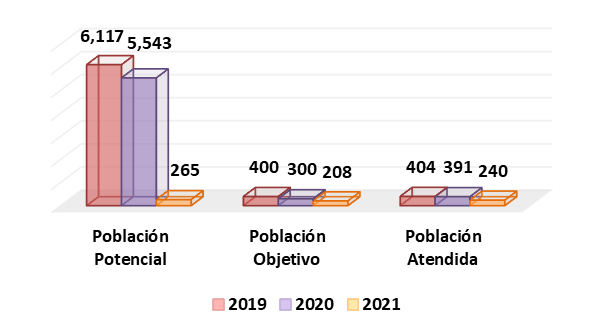 6,117 5,543
265
400 300 208
404 391 240
Población Potencial
Población Objetivo
Población Atendida
2019 2020 2021